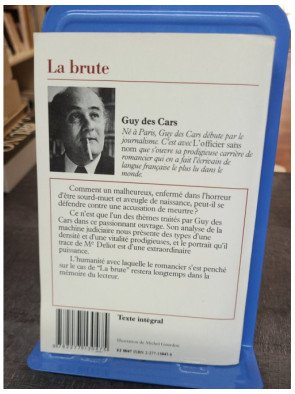 La brute
Guy des Cars
Né à Paris, Guy des Cars débute par le
journalisme. C'est avec L'officier sans
nom que s'ouvre sa prodigieuse carrière de
romancier qui en a fait l'écrivain de
langue française le plus lu dans le
monde.
Comment un malheureux, enfermé dans l'horreur
d'être sourd-muet et aveugle de naissance, peut-il se
défendre contre une accusation de meurtre?
Ce n'est que l'un des thèmes traités par Guy des
Cars dans ce passionnant ouvrage. Son analyse de la
machine judiciaire nous présente des types d'une
densité et d'une vitalité prodigieuses, et le portrait qu'il
trace de Me Deliot est d'une extraordinaire
puissance.
L'humanité avec laquelle le romancier s'est penché
sur le cas de "La brute" restera longtemps dans la
mémoire du lecteur.
Texte intégral
Illustration de Michel
ISBN